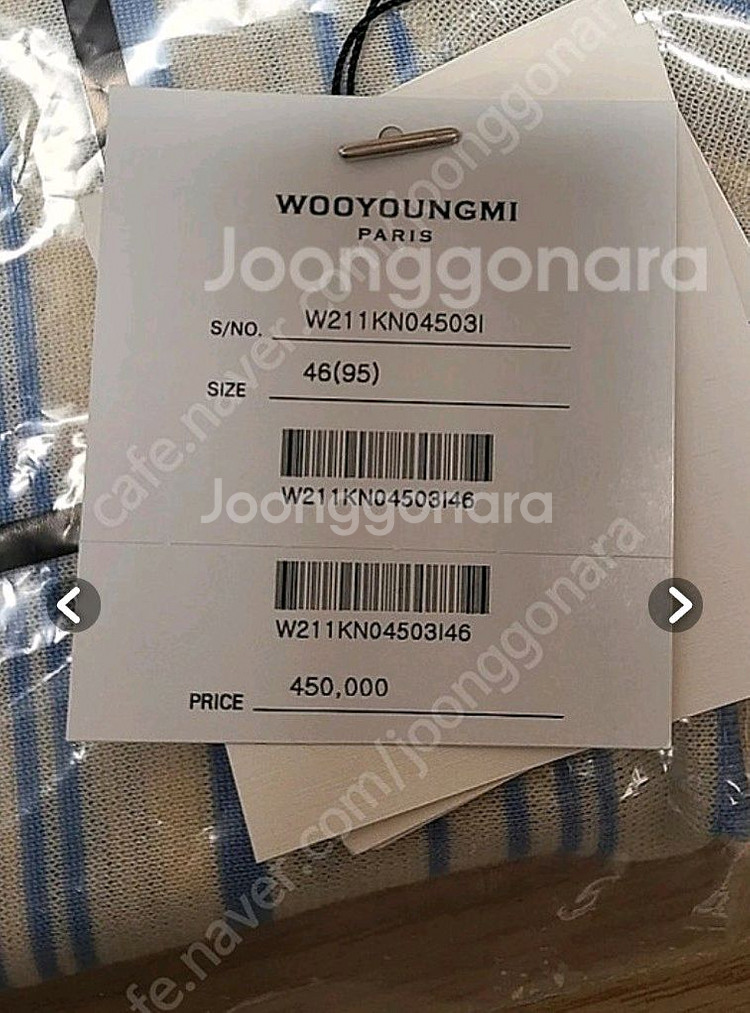 WOOYOUNGMI
PARIS
Joonggonara
S/NO. W211KN04503I
SIZE 46(95)
W211KN04503I46
Joonggonara
W211KN04503I46
PRICE 450,000
cafe.naver.com/joonggonara
cafe.naver.com/joonggonara